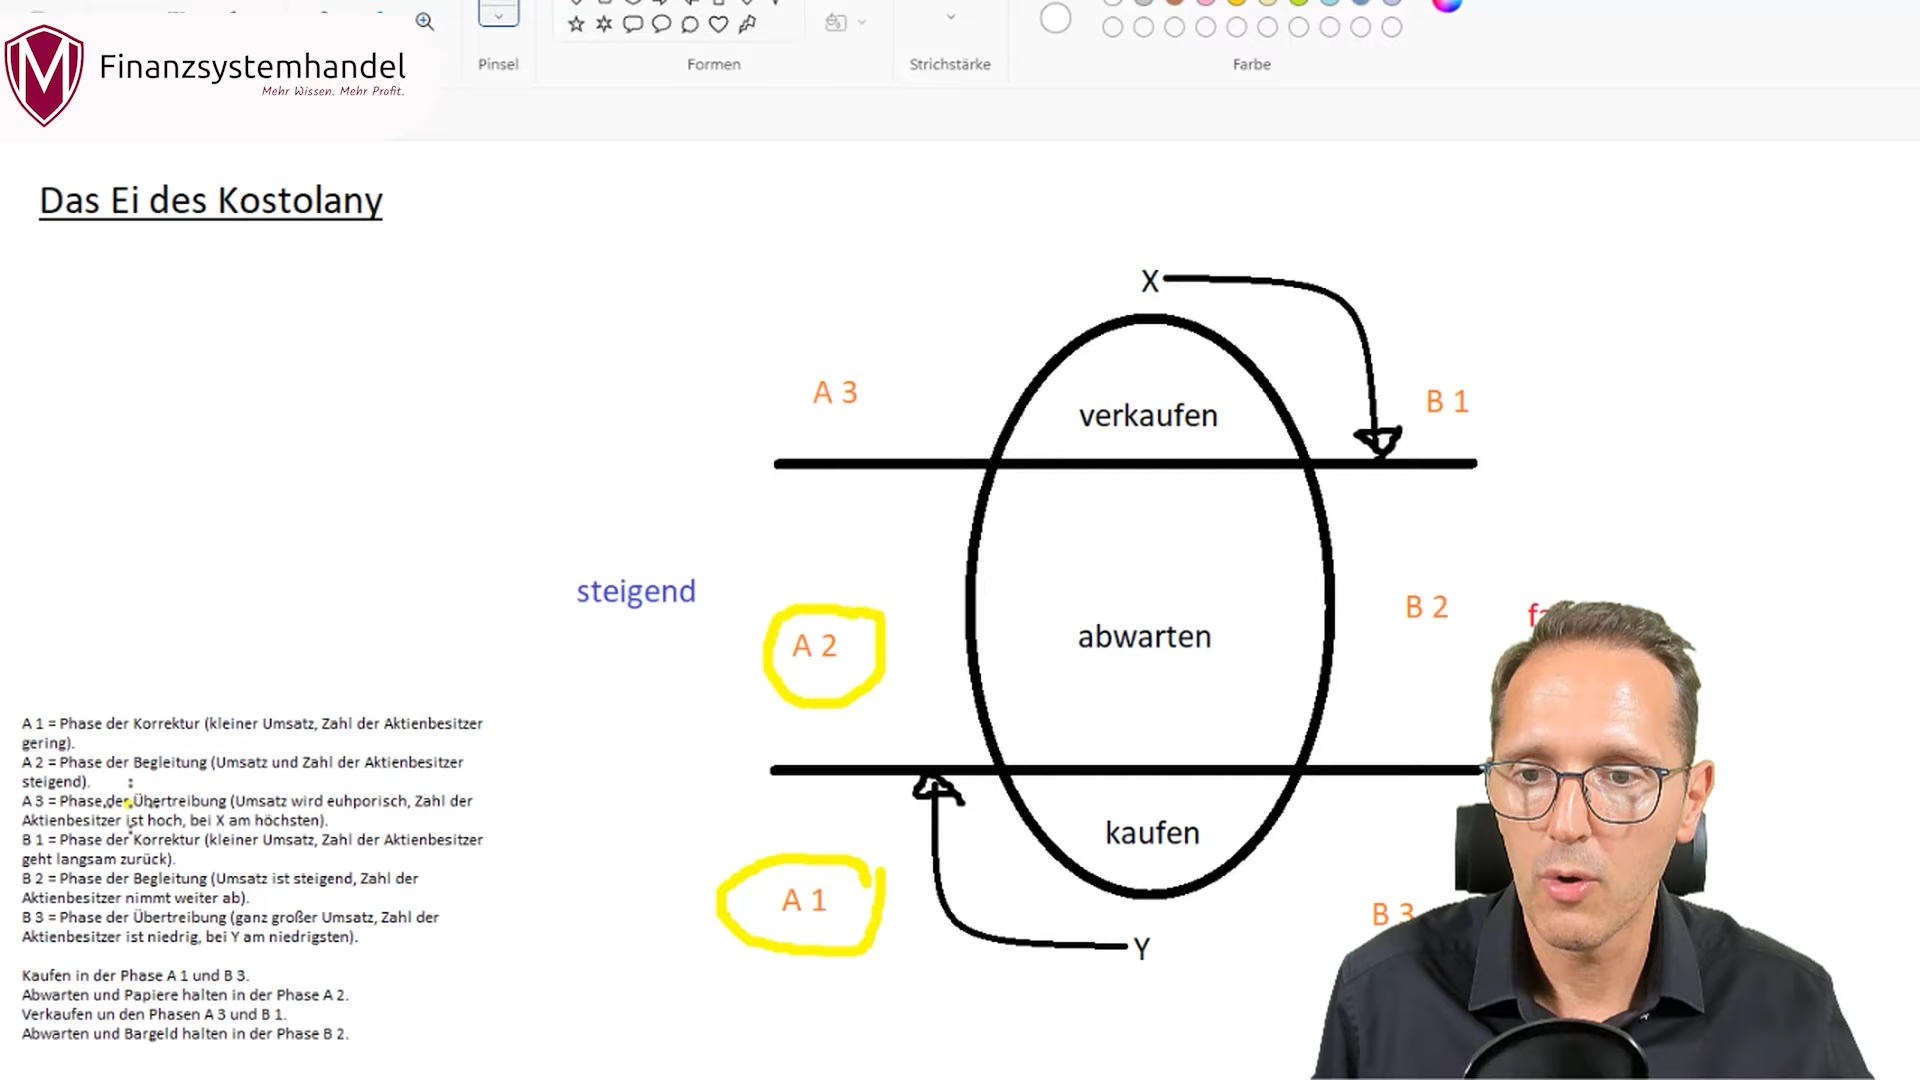 Finanzsystemhandel
Mehr Wissen. Mehr Profit.
Pinsel
Formen
Strichstärke
Farbe
Das Ei des Kostolany
X
A 3
verkaufen
B 1
steigend
A 2
abwarten
B 2
A 1
kaufen
B 3
Y
A 1 = Phase der Korrektur (kleiner Umsatz, Zahl der Aktienbesitzer
gering).
A 2 = Phase der Begleitung (Umsatz und Zahl der Aktienbesitzer
steigend).
A 3 = Phase der Übertreibung (Umsatz wird euhporisch, Zahl der
Aktienbesitzer ist hoch, bei X am höchsten).
B 1 = Phase der Korrektur (kleiner Umsatz, Zahl der Aktienbesitzer
geht langsam zurück).
B 2 = Phase der Begleitung (Umsatz ist steigend, Zahl der
Aktienbesitzer nimmt weiter ab).
B 3 = Phase der Übertreibung (ganz großer Umsatz, Zahl der
Aktienbesitzer ist niedrig, bei Y am niedrigsten).
Kaufen in der Phase A 1 und B 3.
Abwarten und Papiere halten in der Phase A 2.
Verkaufen un den Phasen A 3 und B 1.
Abwarten und Bargeld halten in der Phase B 2.